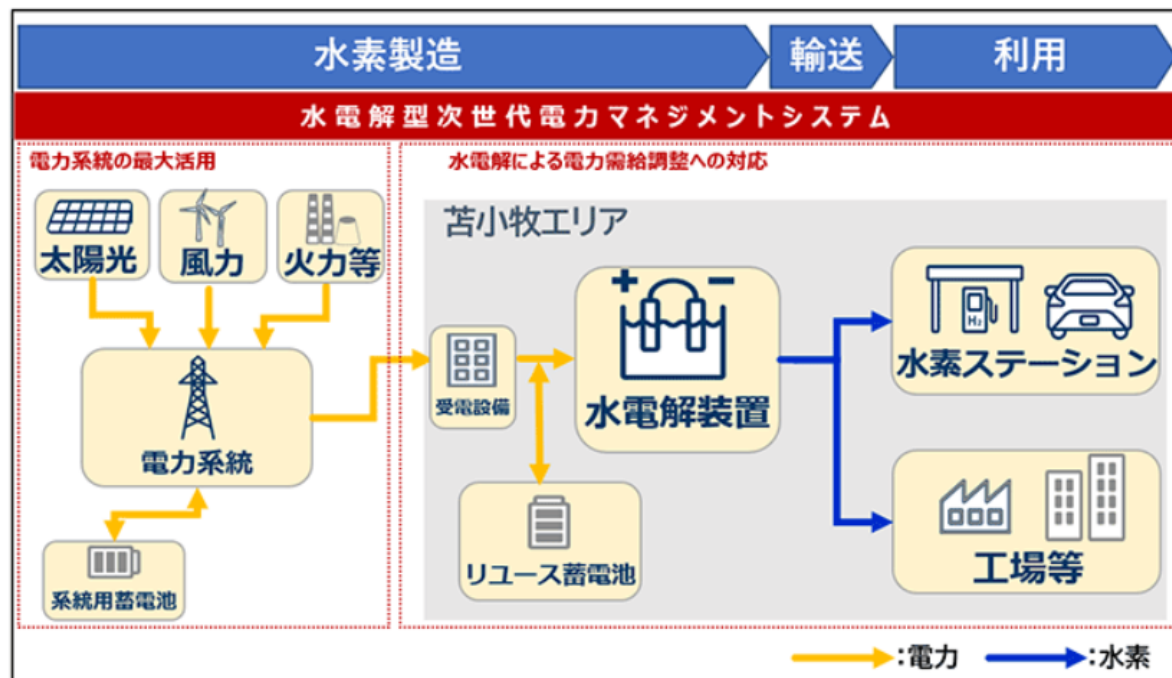 水素製造
輸送
利用
水電解型次世代電力マネジメントシステム
電力系統の最大活用
水電解による電力需給調整への対応
太陽光
風力
火力等
苫小牧エリア
+
−
H₂
受電設備
水電解装置
水素ステーション
電力系統
リユース蓄電池
工場等
系統用蓄電池
:電力
:水素